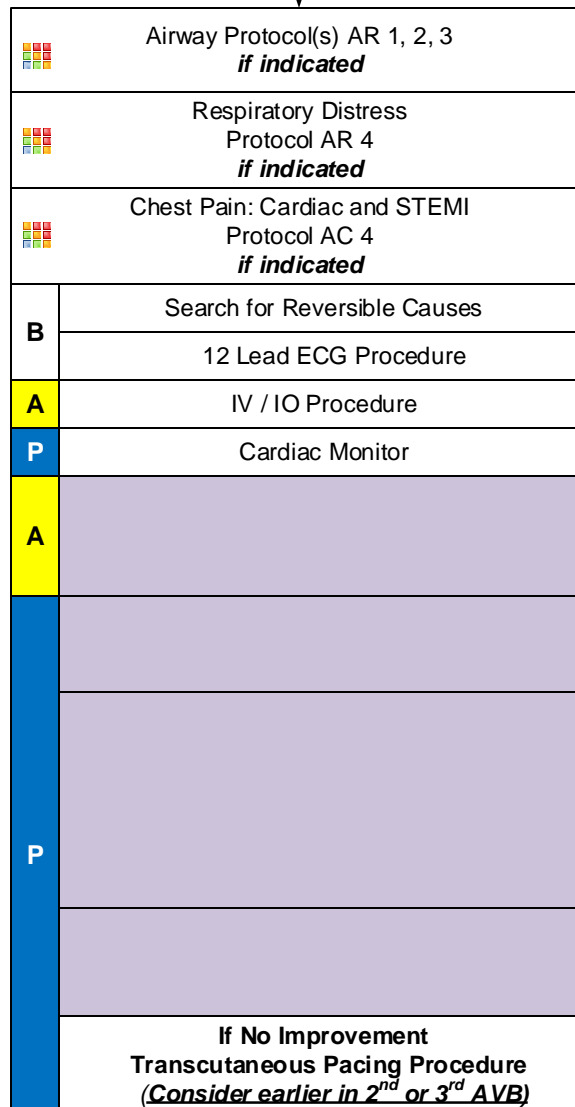 Airway Protocol(s) AR 1, 2, 3
if indicated
Respiratory Distress
Protocol AR 4
if indicated
Chest Pain: Cardiac and STEMI
Protocol AC 4
if indicated
B
Search for Reversible Causes
12 Lead ECG Procedure
A
IV / IO Procedure
P
Cardiac Monitor
A
P
If No Improvement
Transcutaneous Pacing Procedure
(Consider earlier in 2nd or 3rd AVB)